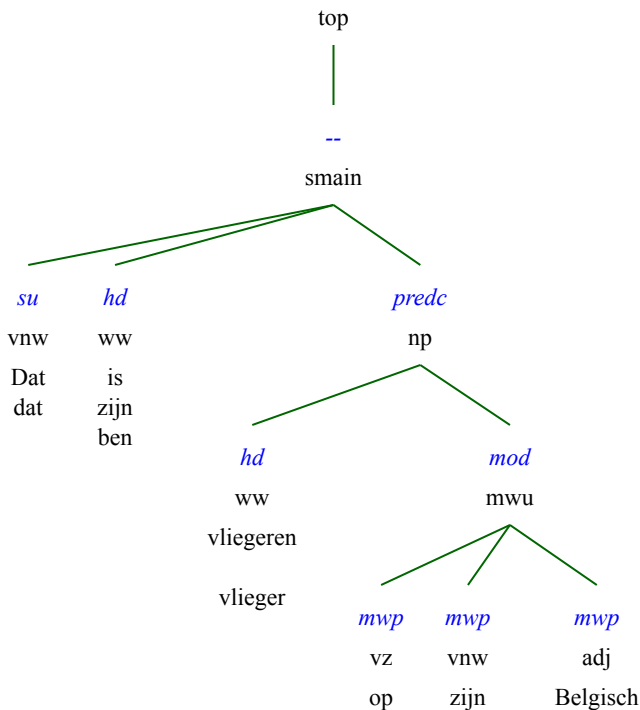 top
--
smain
su hd predc
vnw ww np
Dat is
dat zijn
ben
hd mod
ww mwu
vliegeren
vlieger
mwp mwp mwp
vz vnw adj
op zijn Belgisch